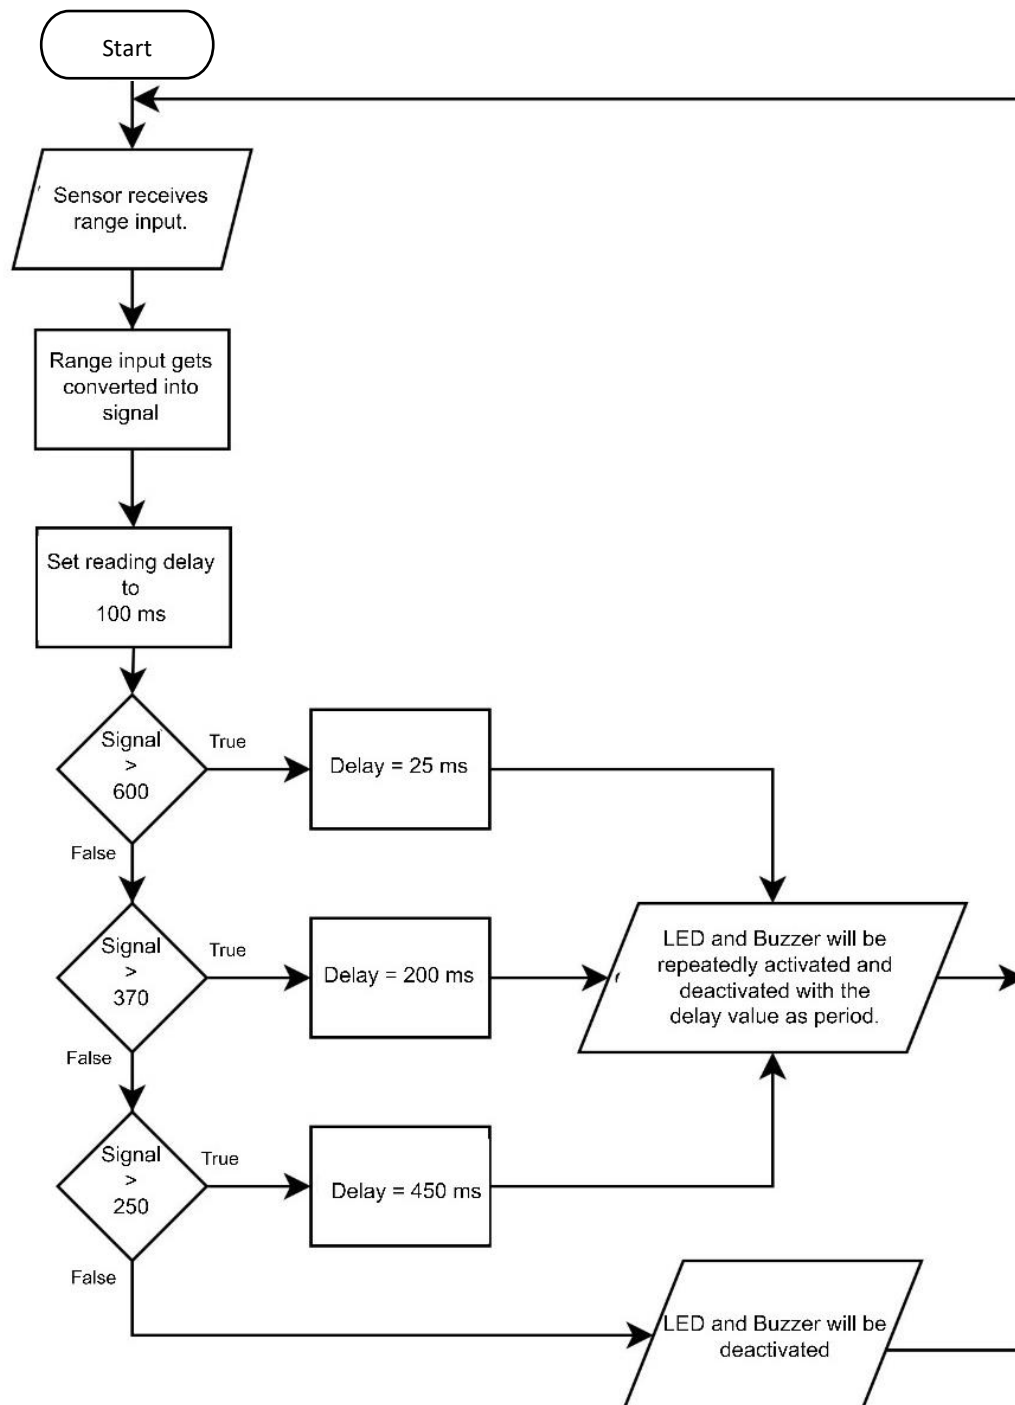 Start
Sensor receives
range input.
Range input gets
converted into
signal
Set reading delay
to
100 ms
Signal
>
600
True
Delay = 25 ms
False
Signal
>
370
True
Delay = 200 ms
LED and Buzzer will be
repeatedly activated and
deactivated with the
delay value as period.
False
Signal
>
250
True
Delay = 450 ms
False
LED and Buzzer will be
deactivated